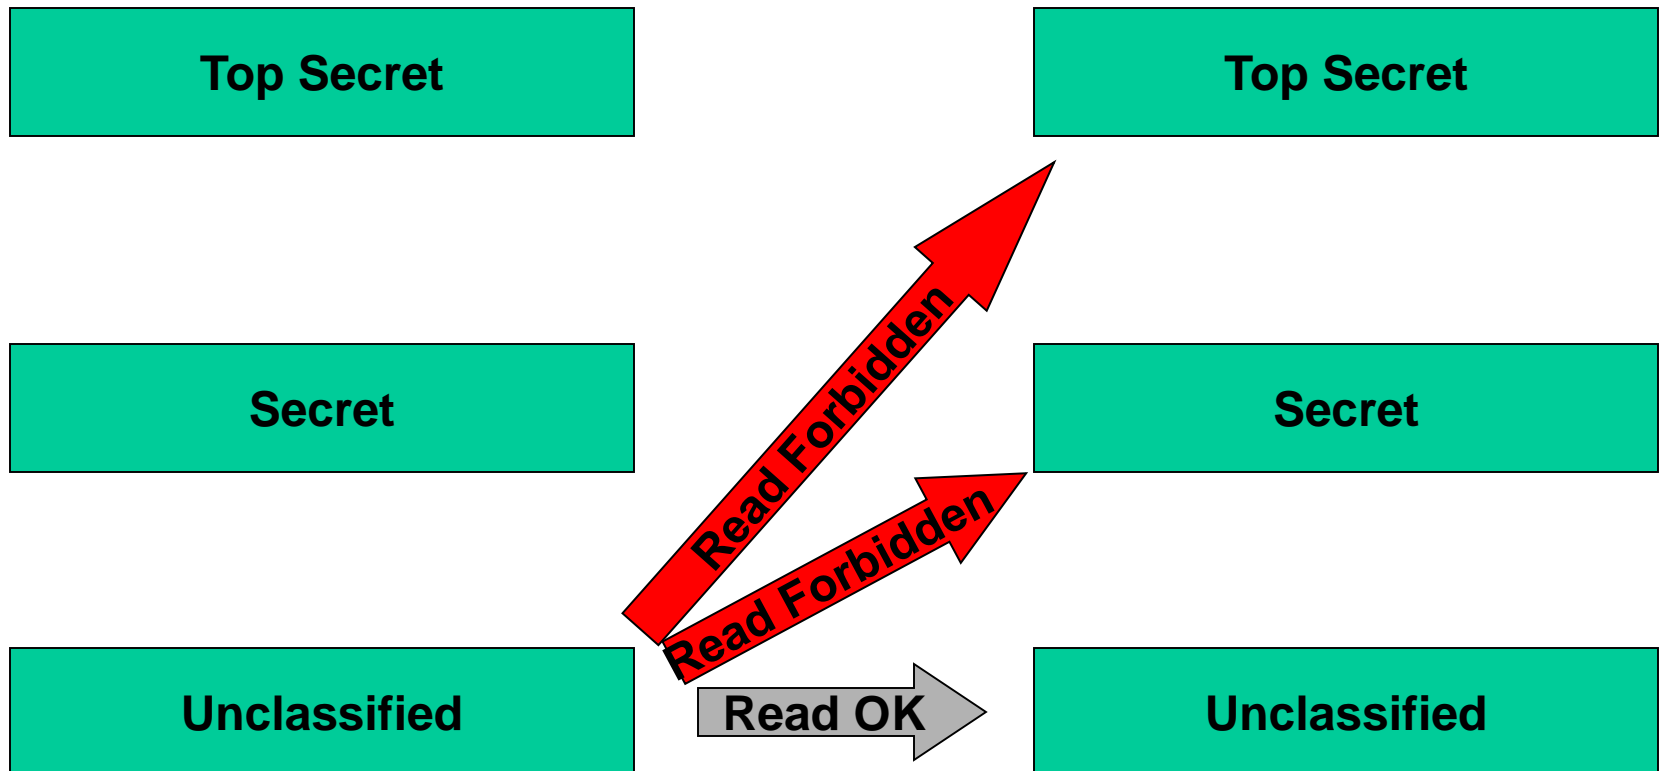 Top Secret
Top Secret
Read Forbidden
Secret
Secret
Read Forbidden
Unclassified
Read OK
Unclassified